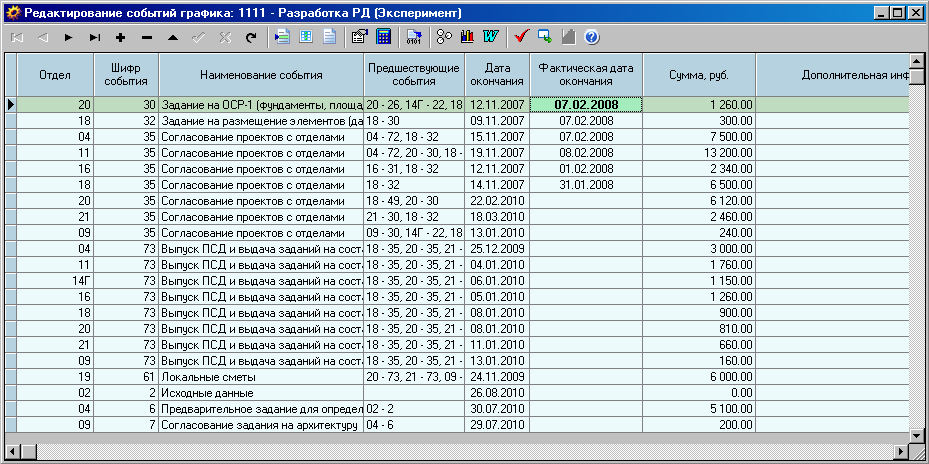 Редактирование событий графика: 1111 - Разработка РД (Эксперимент)
0101 W ?
Отдел Шифр события Наименование события Предшествующие события Дата окончания Фактическая дата окончания Сумма, руб. Дополнительная инф
20 30 Задание на ОСР-1 (фундаменты, площа 20 - 26, 14Г - 22, 18 12.11.2007 07.02.2008 1 260.00
18 32 Задание на размещение элементов (да 18 - 30 09.11.2007 07.02.2008 300.00
04 35 Согласование проектов с отделами 04 - 72, 18 - 32 15.11.2007 07.02.2008 7 500.00
11 35 Согласование проектов с отделами 04 - 72, 20 - 30, 18 - 19.11.2007 08.02.2008 13 200.00
16 35 Согласование проектов с отделами 16 - 31, 18 - 32 12.11.2007 01.02.2008 2 340.00
18 35 Согласование проектов с отделами 18 - 32 14.11.2007 31.01.2008 6 500.00
20 35 Согласование проектов с отделами 18 - 49, 20 - 30 22.02.2010 6 120.00
21 35 Согласование проектов с отделами 21 - 30, 18 - 32 18.03.2010 2 460.00
09 35 Согласование проектов с отделами 09 - 30, 14Г - 22, 18 13.01.2010 240.00
04 73 Выпуск ПСД и выдача заданий на соста 18 - 35, 20 - 35, 21 - 25.12.2009 3 000.00
11 73 Выпуск ПСД и выдача заданий на соста 18 - 35, 20 - 35, 21 - 04.01.2010 1 760.00
14Г 73 Выпуск ПСД и выдача заданий на соста 18 - 35, 20 - 35, 21 - 06.01.2010 1 150.00
16 73 Выпуск ПСД и выдача заданий на соста 18 - 35, 20 - 35, 21 - 05.01.2010 1 260.00
18 73 Выпуск ПСД и выдача заданий на соста 18 - 35, 20 - 35, 21 - 08.01.2010 900.00
20 73 Выпуск ПСД и выдача заданий на соста 18 - 35, 20 - 35, 21 - 08.01.2010 810.00
21 73 Выпуск ПСД и выдача заданий на соста 18 - 35, 20 - 35, 21 - 11.01.2010 660.00
09 73 Выпуск ПСД и выдача заданий на соста 18 - 35, 20 - 35, 21 - 13.01.2010 160.00
19 61 Локальные сметы 20 - 73, 21 - 73, 09 - 24.11.2009 6 000.00
02 2 Исходные данные 26.08.2010 0.00
04 6 Предварительное задание для определ 02 - 2 30.07.2010 5 100.00
09 7 Согласование задания на архитектуру 04 - 6 29.07.2010 200.00